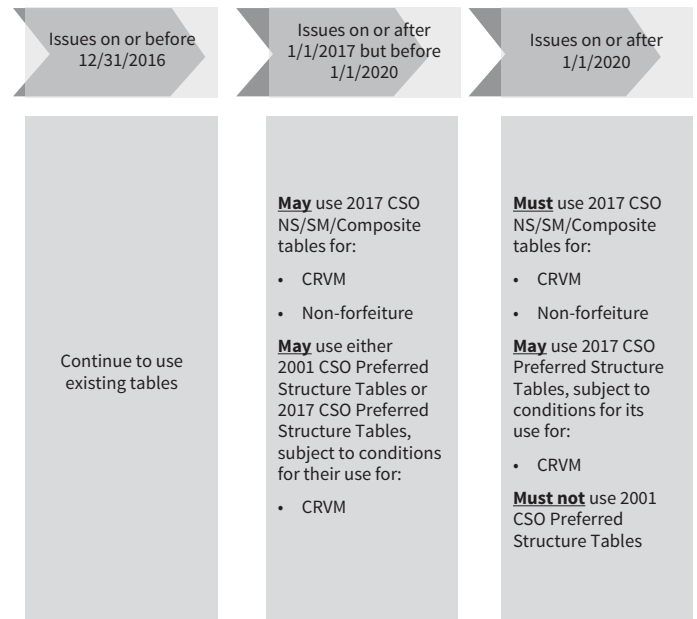 Issues on or before
12/31/2016
Issues on or after
1/1/2017 but before
1/1/2020
Issues on or after
1/1/2020
Continue to use
existing tables
May use 2017 CSO
NS/SM/Composite
tables for:
• CRVM
• Non-forfeiture
May use either
2001 CSO Preferred
Structure Tables or
2017 CSO Preferred
Structure Tables,
subject to conditions
for their use for:
• CRVM
Must use 2017 CSO
NS/SM/Composite
tables for:
• CRVM
• Non-forfeiture
May use 2017 CSO
Preferred Structure
Tables, subject to
conditions for its
use for:
• CRVM
Must not use 2001
CSO Preferred
Structure Tables